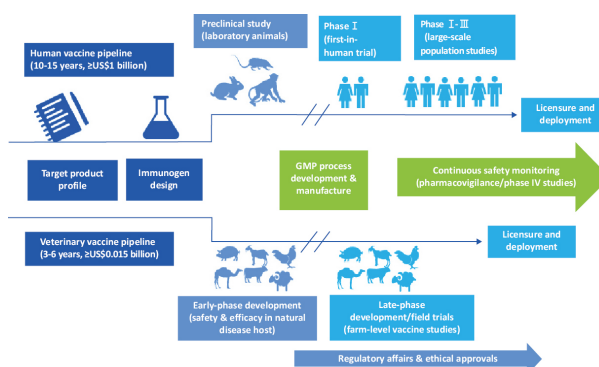 Human vaccine pipeline
(10-15 years, ≥US$1 billion)
Preclinical study
(laboratory animals)
Phase Ⅰ
(first-in-
human trial)
Phase Ⅰ-Ⅲ
(large-scale
population studies)
Licensure and
deployment
Target product
profile
Immunogen
design
GMP process
development &
manufacture
Continuous safety monitoring
(pharmacovigilance/phase IV studies)
Veterinary vaccine pipeline
(3-6 years, ≥US$0.015 billion)
Licensure and
deployment
Early-phase development
(safety & efficacy in natural
disease host)
Late-phase
development/field trials
(farm-level vaccine studies)
Regulatory affairs & ethical approvals